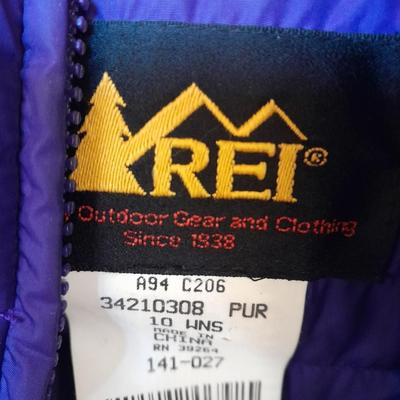 REI®
Outdoor Gear and Clothing
Since 1938
A94 C206
34210308 PUR
10 WNS
MADE IN
CHINA
RN 39264
141-027